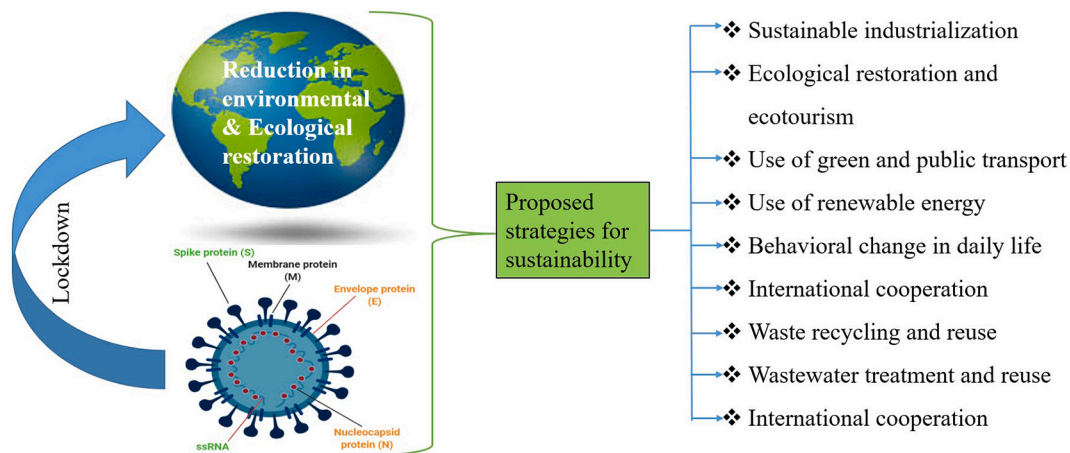 Reduction in
environmental
& Ecological
restoration
Lockdown
Spike protein (S)
Membrane protein
(M)
Envelope protein
(E)
Nucleocapsid
protein (N)
ssRNA
Proposed
strategies for
sustainability
❖ Sustainable industrialization
❖ Ecological restoration and
ecotourism
❖ Use of green and public transport
❖ Use of renewable energy
❖ Behavioral change in daily life
❖ International cooperation
❖ Waste recycling and reuse
❖ Wastewater treatment and reuse
❖ International cooperation